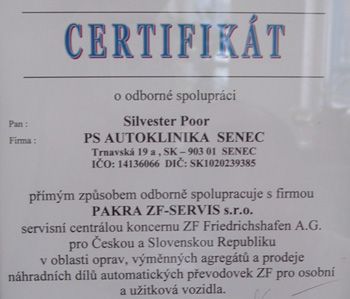 CERTIFIKÁT
o odborné spolupráci
Pan : Silvester Poor
Firma : PS AUTOKLINIKA SENEC
Trnavská 19 a , SK – 903 01 SENEC
IČO: 14136066 DIČ: SK1020239385
přímým způsobem odborně spolupracuje s firmou
PAKRA ZF-SERVIS s.r.o.
servisní centrálou koncernu ZF Friedrichshafen A.G.
pro Českou a Slovenskou Republiku
v oblasti oprav, výměnných agregátů a prodeje
náhradních dílů automatických převodovek ZF pro osobní
a užitková vozidla.